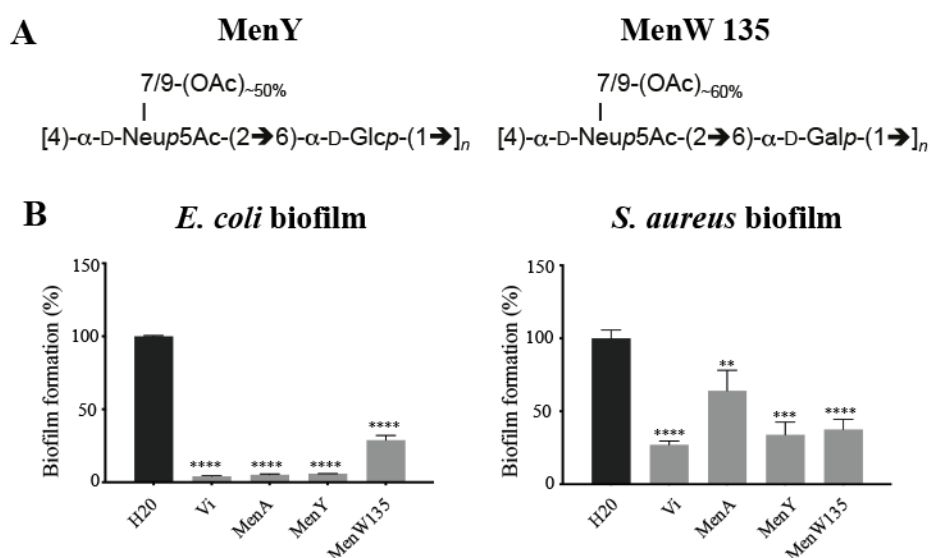 A
MenY
MenW 135
7/9-(OAc)~50%
7/9-(OAc)~60%
[4)-α-D-Neup5Ac-(2➔6)-α-D-Glcp-(1➔]n
[4)-α-D-Neup5Ac-(2➔6)-α-D-Galp-(1➔]n
B
E. coli biofilm
S. aureus biofilm
Biofilm formation (%)
150
100
50
0
****
****
****
****
H20
Vi
MenA
MenY
MenW135
Biofilm formation (%)
150
100
50
0
****
**
***
****
H20
Vi
MenA
MenY
MenW135